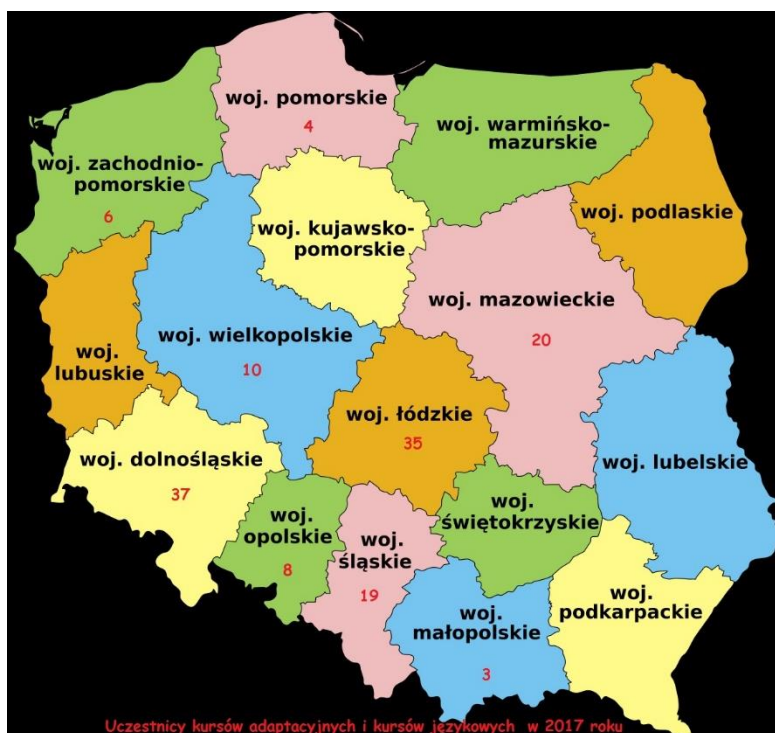 woj. pomorskie
4
woj. warmińsko-
mazurskie
woj. zachodnio-
pomorskie
6
woj. podlaskie
woj. kujawsko-
pomorskie
woj. mazowieckie
20
woj. wielkopolskie
10
woj.
lubuskie
woj. łódzkie
35
woj. dolnośląskie
37
woj. lubelskie
woj.
opolskie
8
woj.
śląskie
19
woj.
świętokrzyskie
woj.
małopolskie
3
woj.
podkarpackie
Uczestnicy kursów adaptacyjnych i kursów językowych w 2017 roku